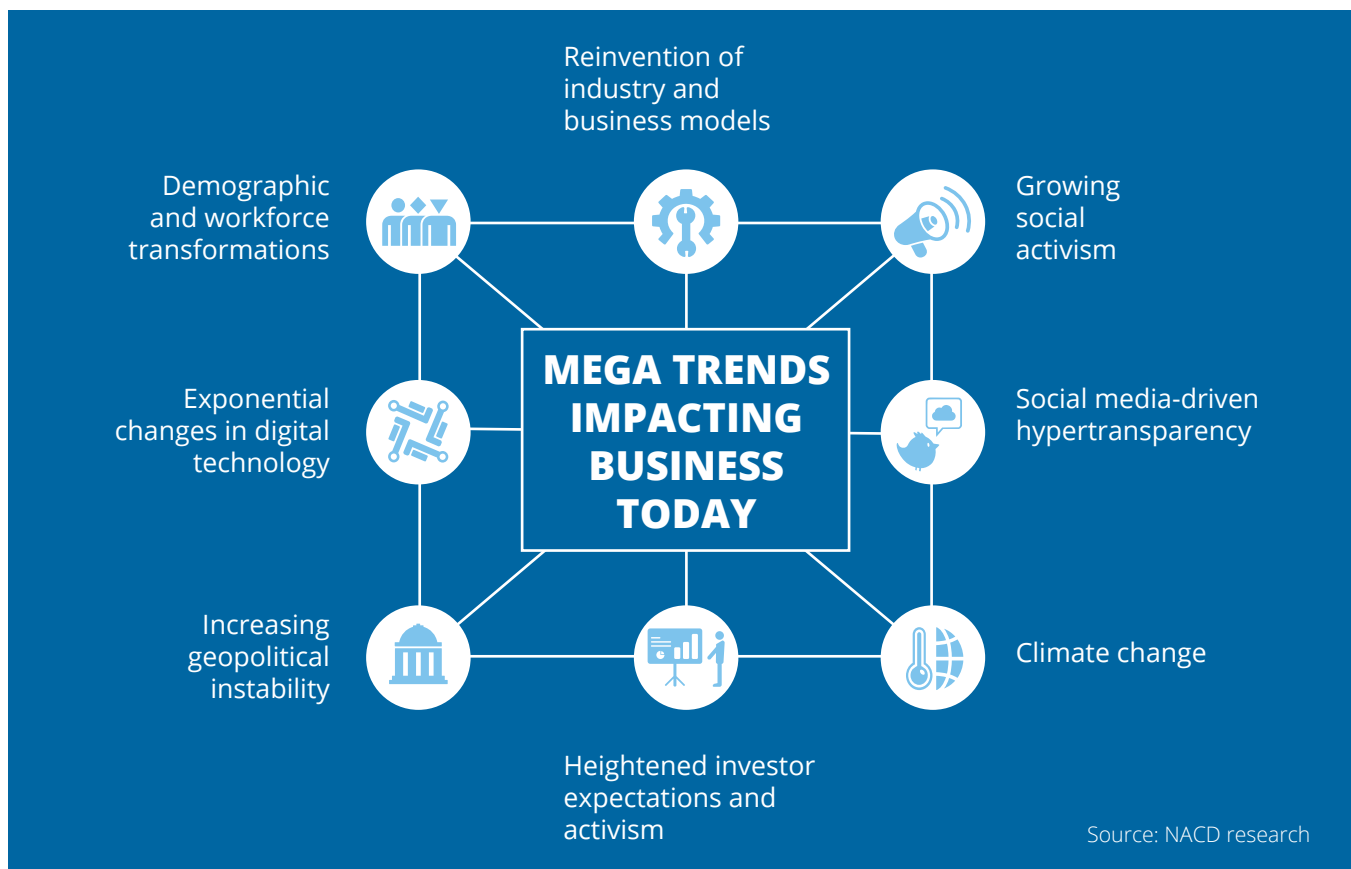 Reinvention of
industry and
business models
Demographic
and workforce
transformations
Growing
social
activism
MEGA TRENDS
IMPACTING
BUSINESS
TODAY
Exponential
changes in digital
technology
Social media-driven
hypertransparency
Increasing
geopolitical
instability
Climate change
Heightened investor
expectations and
activism
Source: NACD research